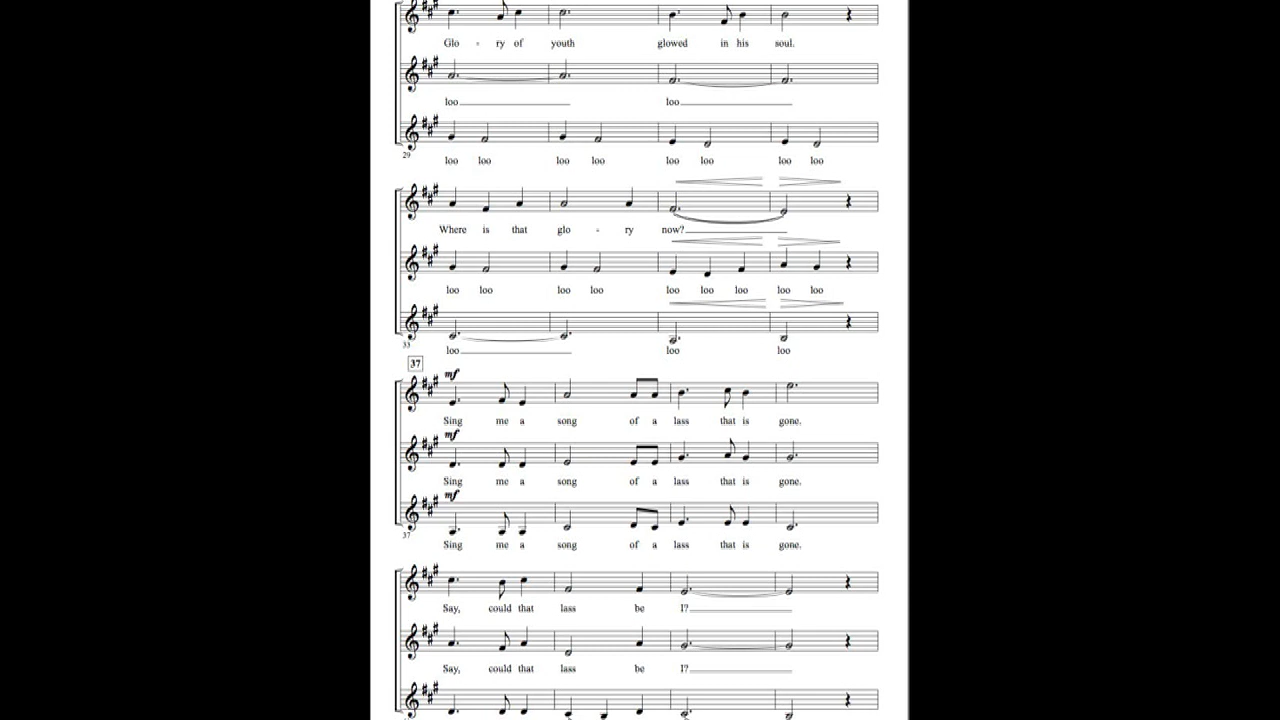 Glo - ry of youth glowed in his soul.
loo loo
29
loo loo loo loo loo loo loo loo
Where is that glo - ry now?
loo loo loo loo loo loo loo loo loo
33
loo loo loo
37
mf
Sing me a song of a lass that is gone.
mf
Sing me a song of a lass that is gone.
mf
37
Sing me a song of a lass that is gone.
Say, could that lass be I?
Say, could that lass be I?